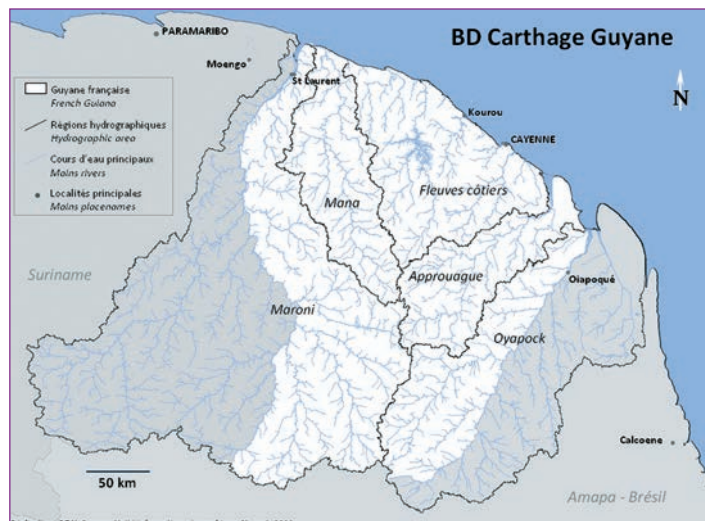 BD Carthage Guyane
PARAMARIBO
Moengo
St Laurent
N
Guyane française
French Guiana
Régions hydrographiques
Hydrographic area
Cours d'eau principaux
Mains rivers
Localités principales
Mains placenames
Kourou
CAYENNE
Mana
Fleuves côtiers
Suriname
Approuague
Oiapoqué
Maroni
Oyapock
Calcoene
50 km
Amapa - Brésil